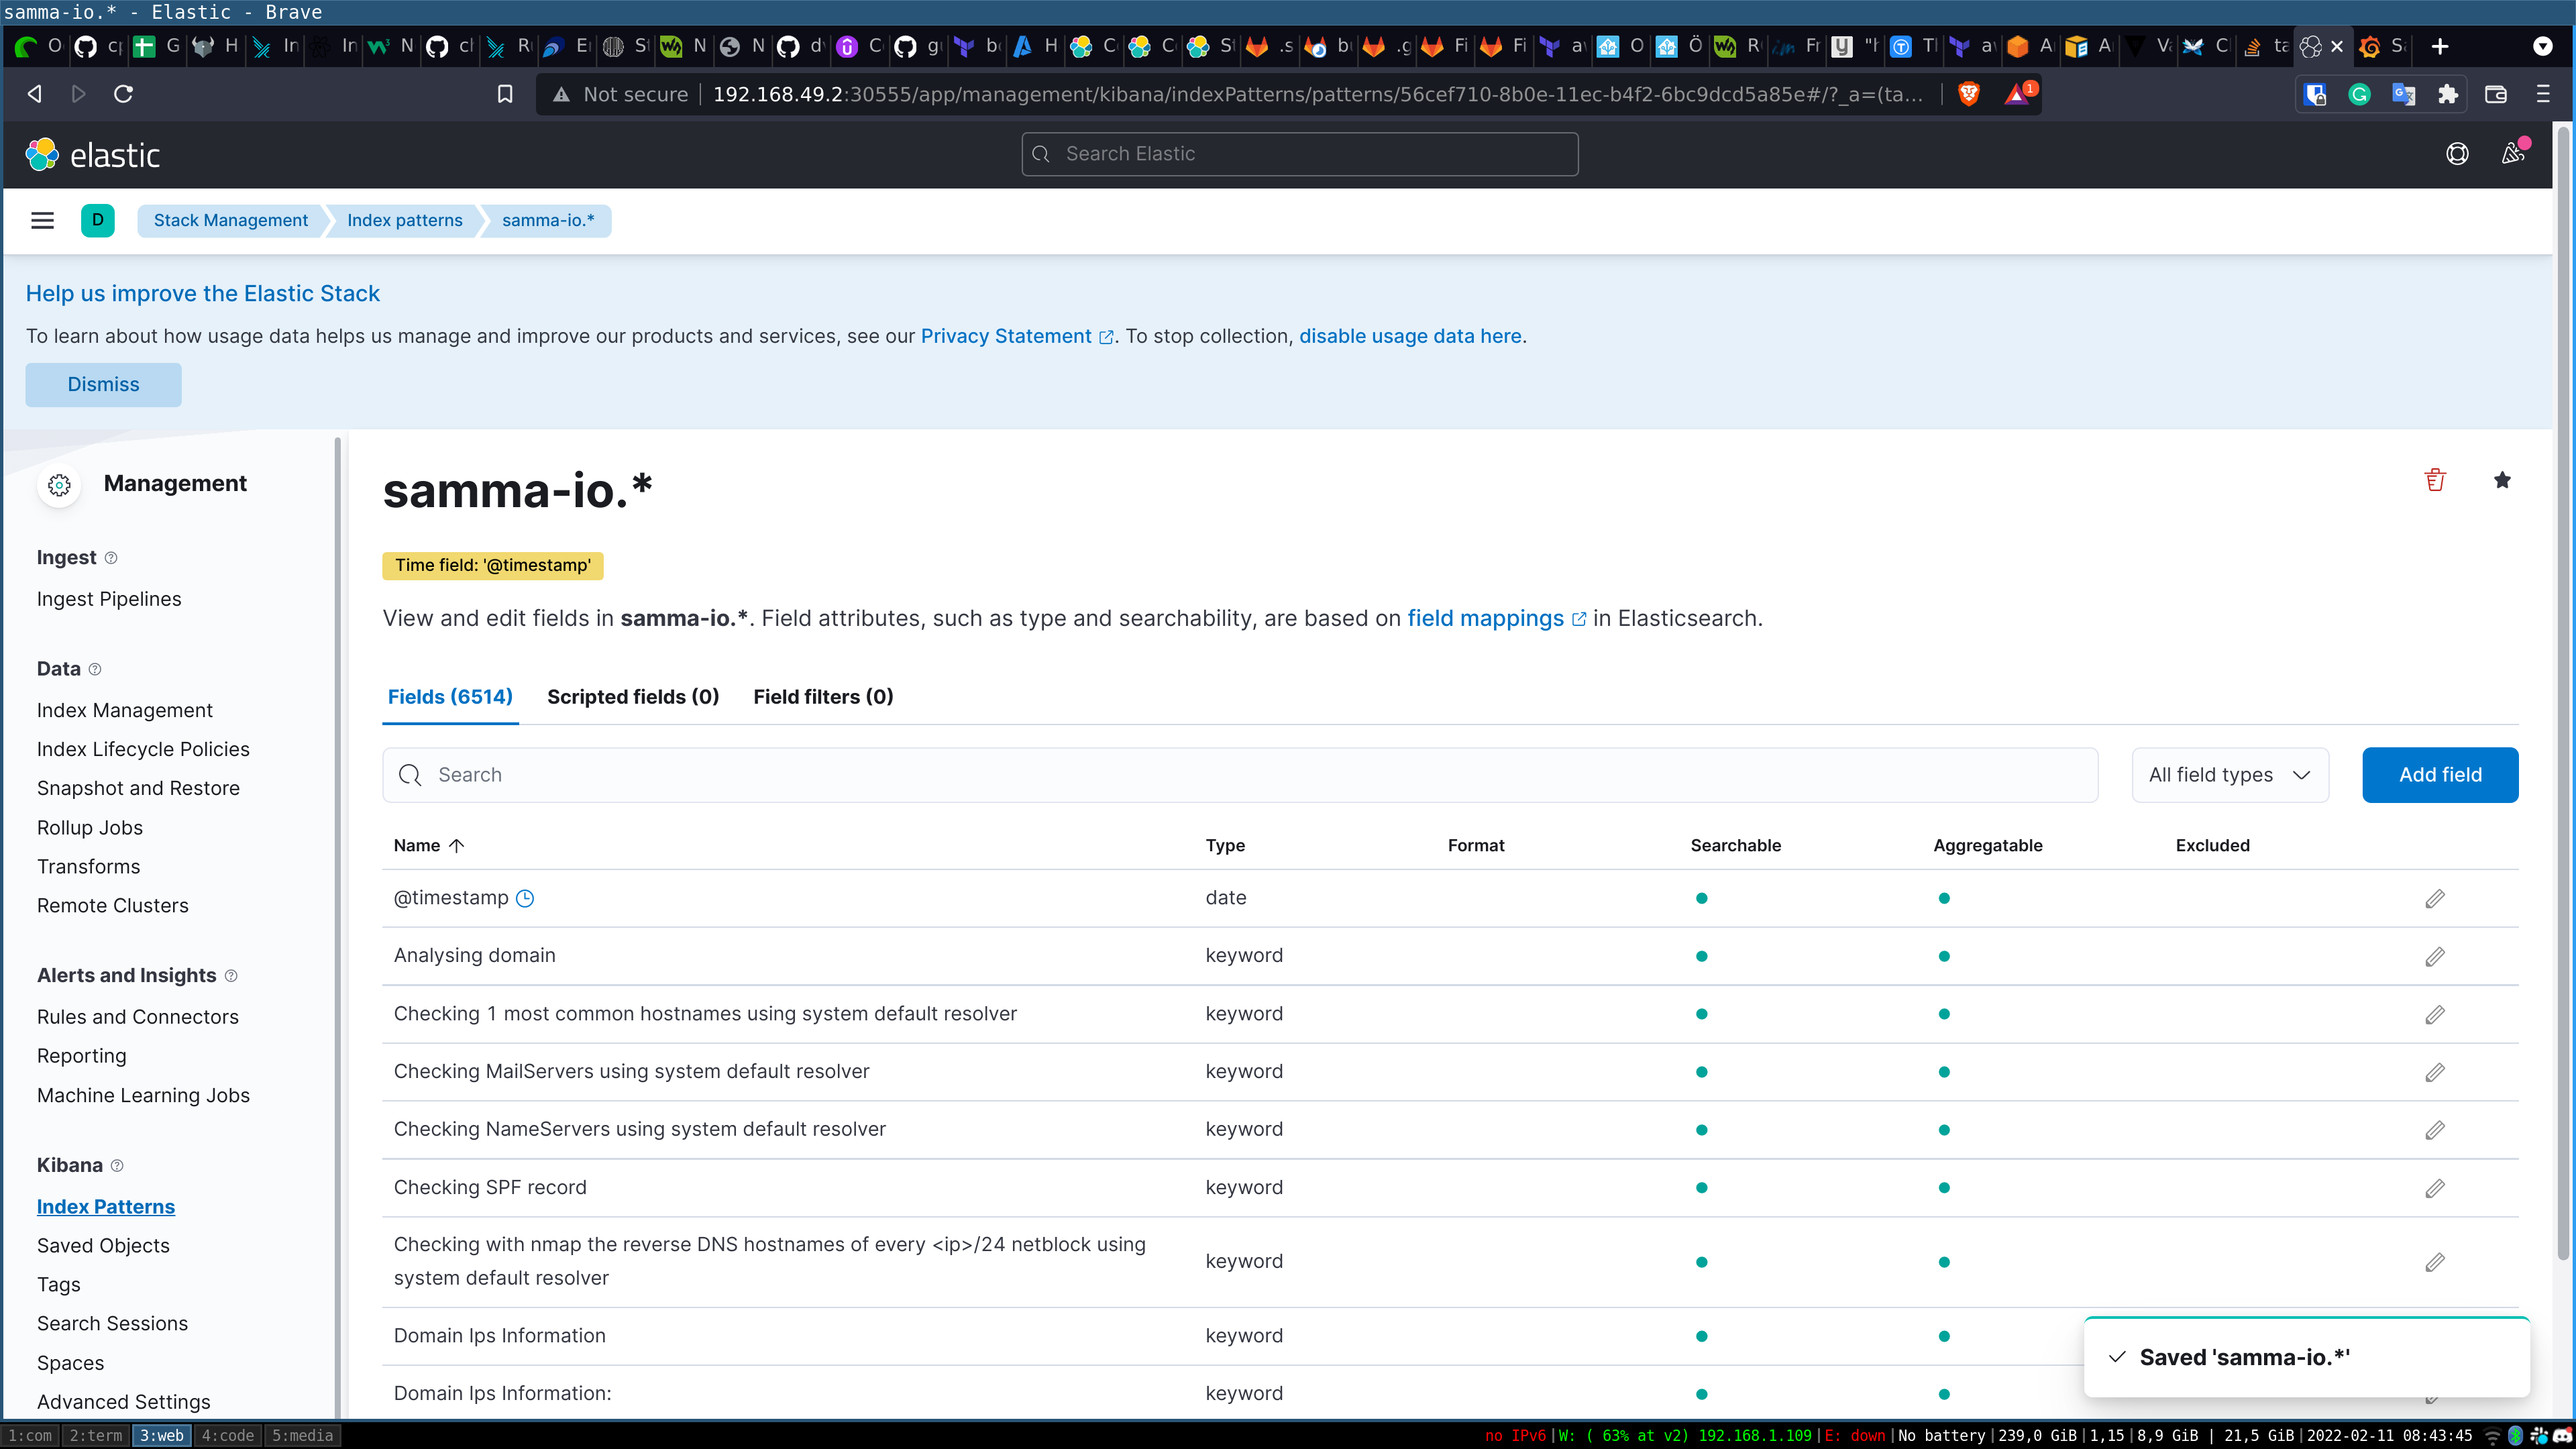 samma-io.* - Elastic - Brave
Not secure
192.168.49.2:30555/app/management/kibana/indexPatterns/patterns/56cef710-8b0e-11ec-b4f2-6bc9dcd5a85e#/?_a=(ta...
1
elastic
Search Elastic
D
Stack Management
Index patterns
samma-io.*
Help us improve the Elastic Stack
To learn about how usage data helps us manage and improve our products and services, see our Privacy Statement. To stop collection, disable usage data here.
Dismiss
Management
Ingest
Ingest Pipelines
Data
Index Management
Index Lifecycle Policies
Snapshot and Restore
Rollup Jobs
Transforms
Remote Clusters
Alerts and Insights
Rules and Connectors
Reporting
Machine Learning Jobs
Kibana
Index Patterns
Saved Objects
Tags
Search Sessions
Spaces
Advanced Settings
samma-io.*
Time field: '@timestamp'
View and edit fields in samma-io.*. Field attributes, such as type and searchability, are based on field mappings in Elasticsearch.
Fields (6514) Scripted fields (0) Field filters (0)
Search
All field types
Add field
Name Type Format Searchable Aggregatable Excluded
@timestamp date
Analysing domain keyword
Checking 1 most common hostnames using system default resolver keyword
Checking MailServers using system default resolver keyword
Checking NameServers using system default resolver keyword
Checking SPF record keyword
Checking with nmap the reverse DNS hostnames of every <ip>/24 netblock using
system default resolver keyword
Domain Ips Information keyword
Domain Ips Information: keyword
Saved 'samma-io.*'
1:com 2:term 3:web 4:code 5:media
no IPv6|W: ( 63% at v2) 192.168.1.109|E: down|No battery|239,0 GiB|1,15|8,9 GiB | 21,5 GiB|2022-02-11 08:43:45